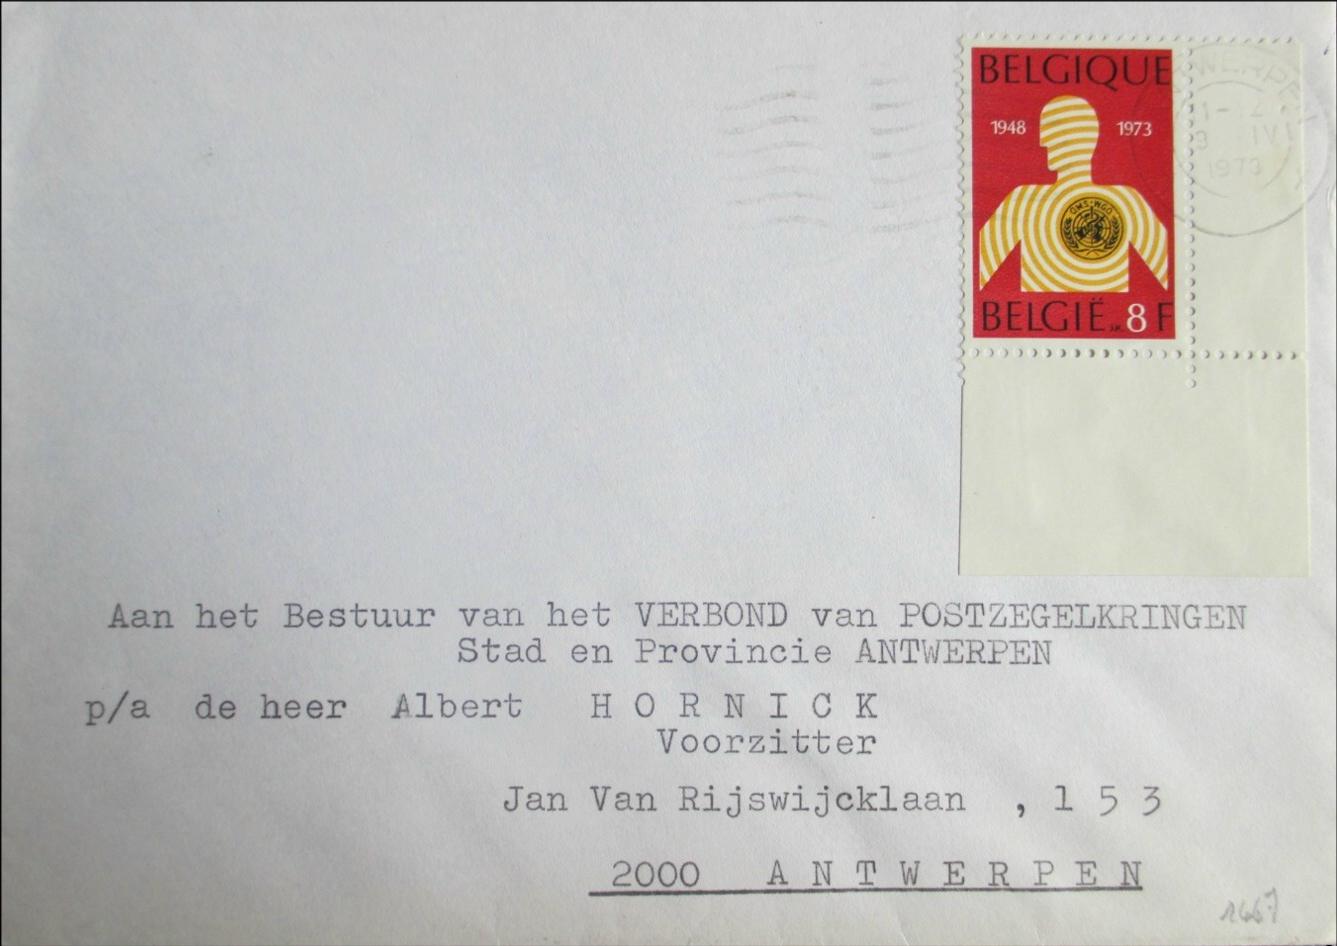 BELGIQUE
1948 1973
OMS·WGO
BELGIË J.M. 8 F
1973
Aan het Bestuur van het VERBOND van POSTZEGELKRINGEN
Stad en Provincie ANTWERPEN
p/a de heer Albert H O R N I C K
Voorzitter
Jan Van Rijswijcklaan , 1 5 3
2000 A N T W E R P E N